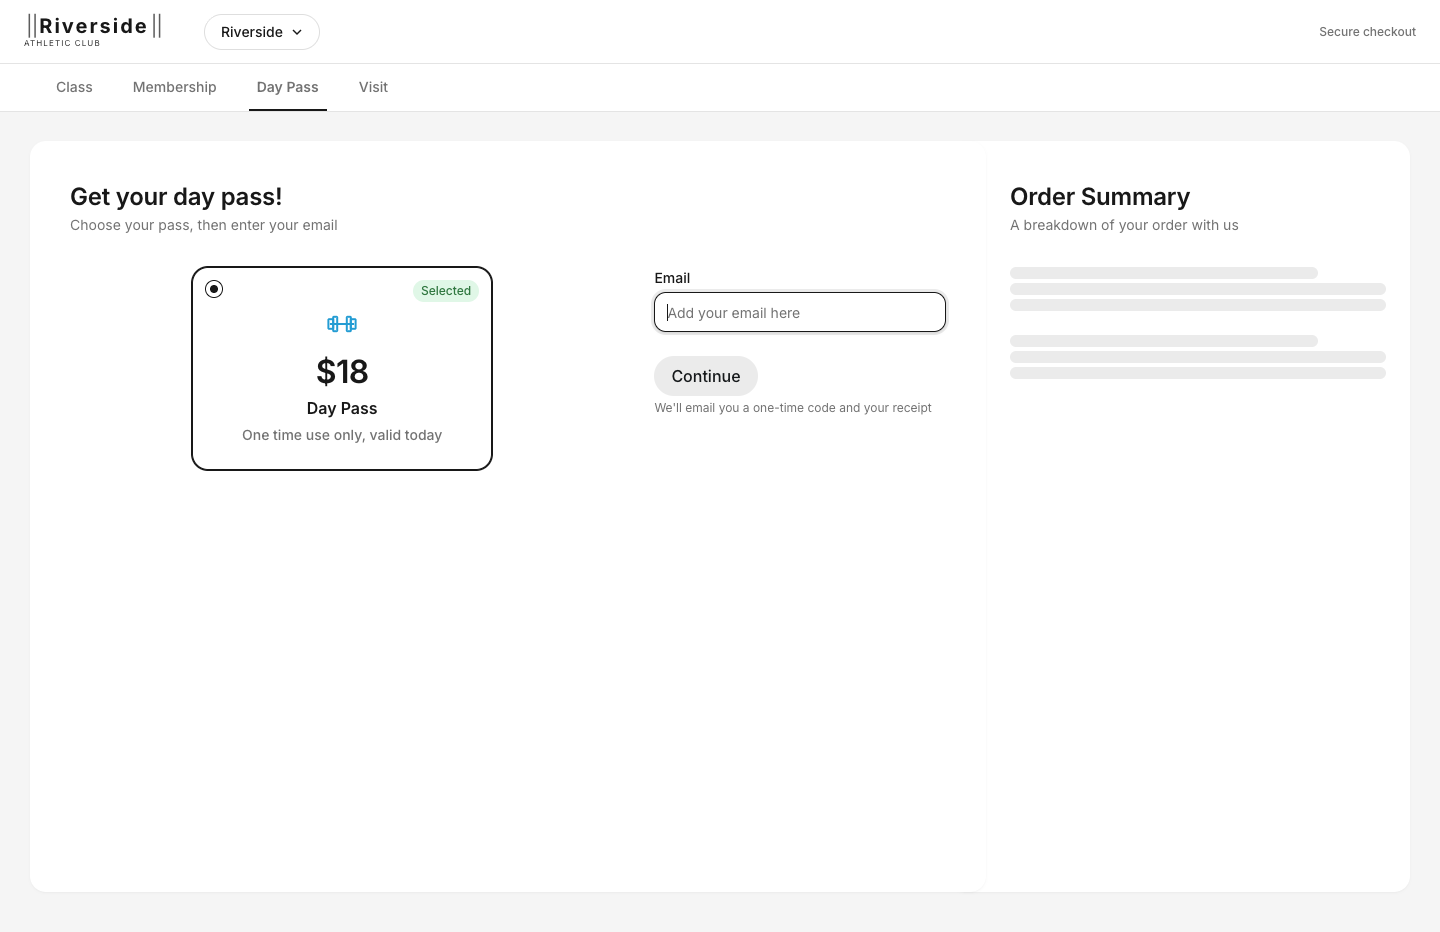 Riverside
ATHLETIC CLUB
Riverside
Secure checkout
Class
Membership
Day Pass
Visit
Get your day pass!
Choose your pass, then enter your email
Selected
$18
Day Pass
One time use only, valid today
Email
Add your email here
Continue
We'll email you a one-time code and your receipt
Order Summary
A breakdown of your order with us